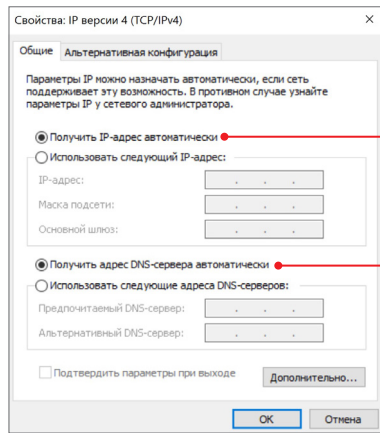 Свойства: IP версии 4 (TCP/IPv4)
Общие
Альтернативная конфигурация
Параметры IP можно назначать автоматически, если сеть
поддерживает эту возможность. В противном случае узнайте
параметры IP у сетевого администратора.
Получить IP-адрес автоматически
Использовать следующий IP-адрес:
IP-адрес:
Маска подсети:
Основной шлюз:
Получить адрес DNS-сервера автоматически
Использовать следующие адреса DNS-серверов:
Предпочитаемый DNS-сервер:
Альтернативный DNS-сервер:
Подтвердить параметры при выходе
Дополнительно...
ОК
Отмена